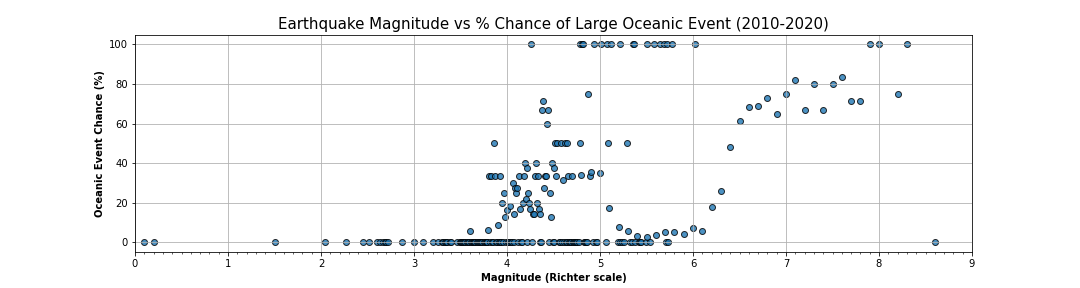 Earthquake Magnitude vs % Chance of Large Oceanic Event (2010-2020)
100
80
60
40
20
0
Oceanic Event Chance (%)
0 1 2 3 4 5 6 7 8 9
Magnitude (Richter scale)